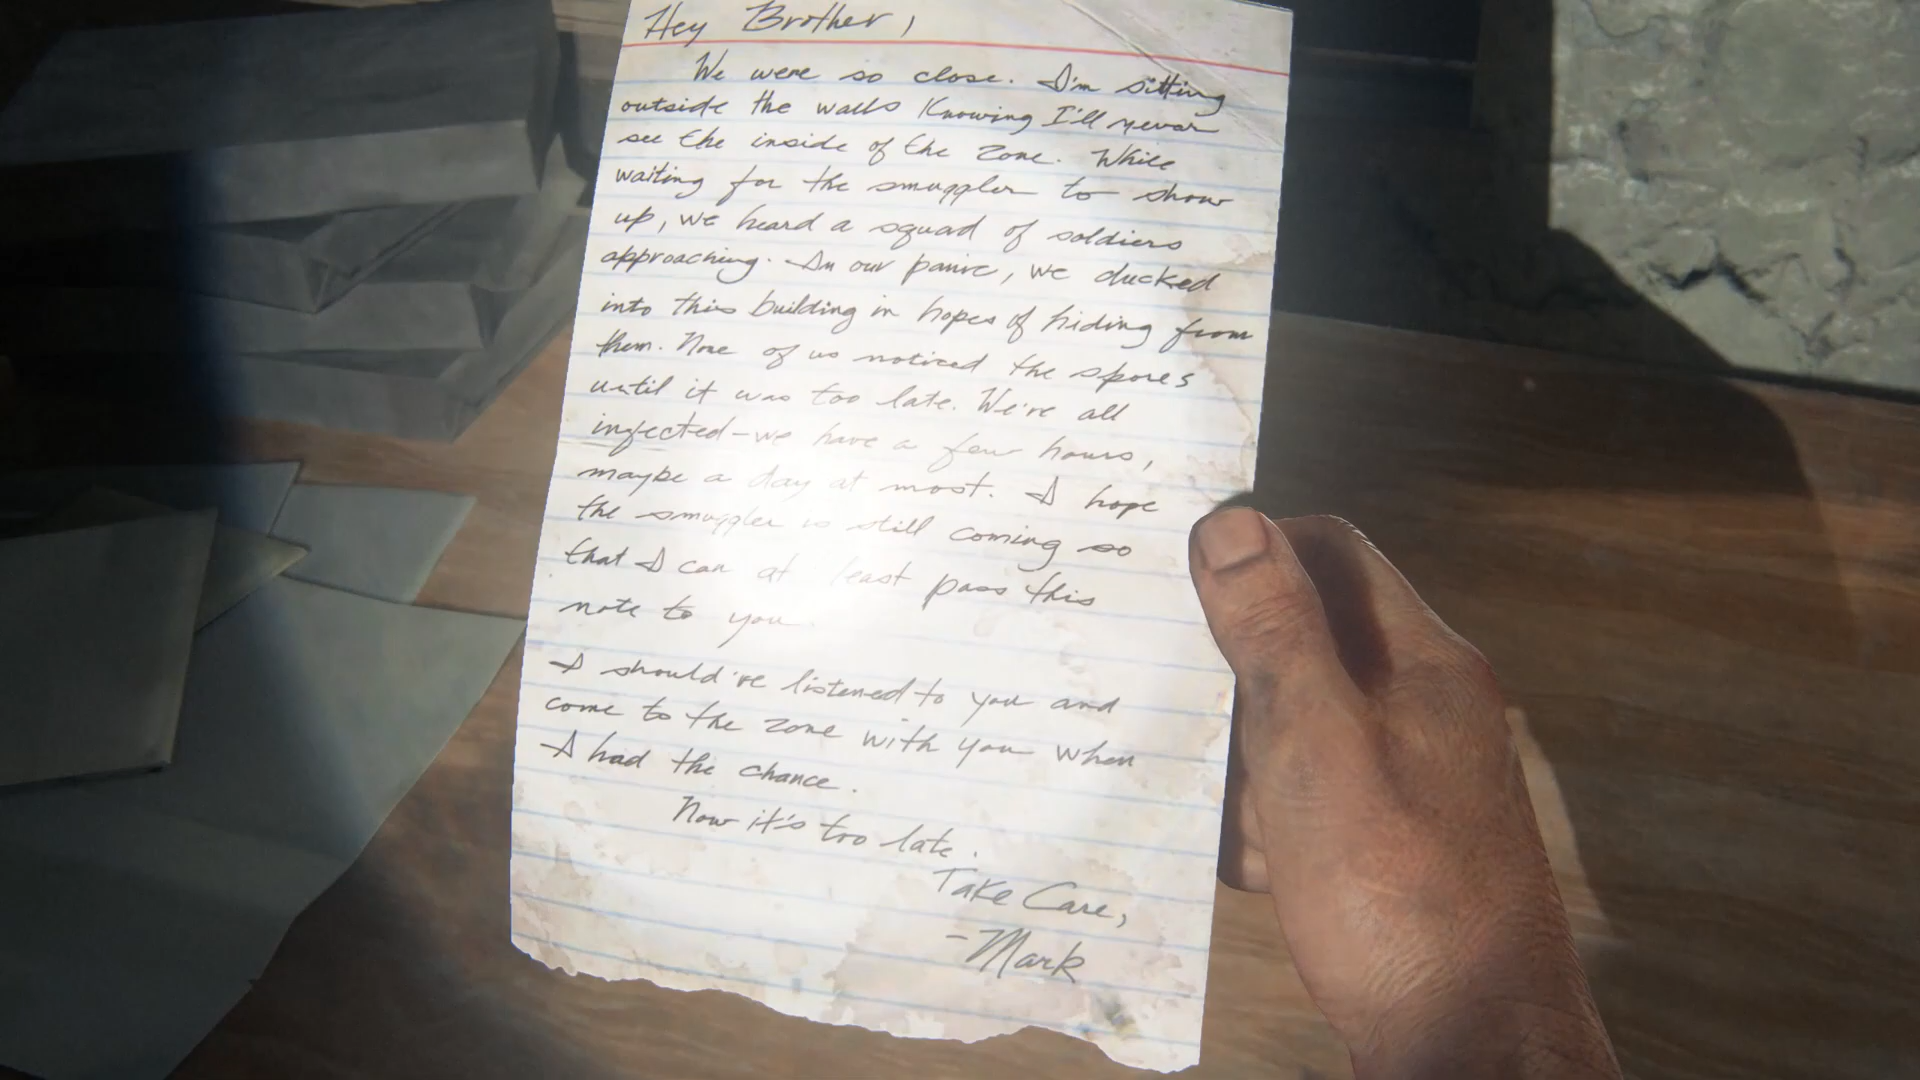 Hey Brother,
We were so close. I'm sitting
outside the walls knowing I'll never
see the inside of the zone. While
waiting for the smuggler to show
up, we heard a squad of soldiers
approaching. In our panic, we ducked
into this building in hopes of hiding from
them. None of us noticed the spores
until it was too late. We're all
infected-we have a few hours,
maybe a day at most. I hope
the smuggler is still coming so
that I can at least pass this
note to you
I should've listened to you and
come to the zone with you when
I had the chance.
Now it's too late.
Take Care,
-Mark